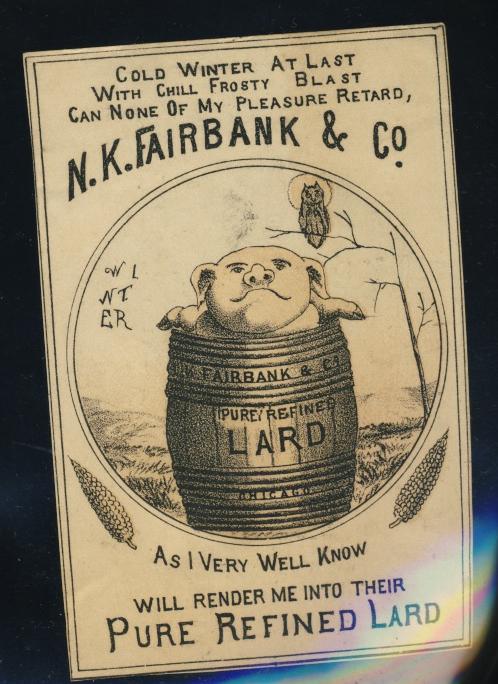 COLD WINTER AT LAST
WITH CHILL FROSTY BLAST
CAN NONE OF MY PLEASURE RETARD,
N.K. FAIRBANK & CO.
WI
NT
ER
N.K. FAIRBANK & CO
PURE REFINED
LARD
CHICAGO
AS I VERY WELL KNOW
WILL RENDER ME INTO THEIR
PURE REFINED LARD